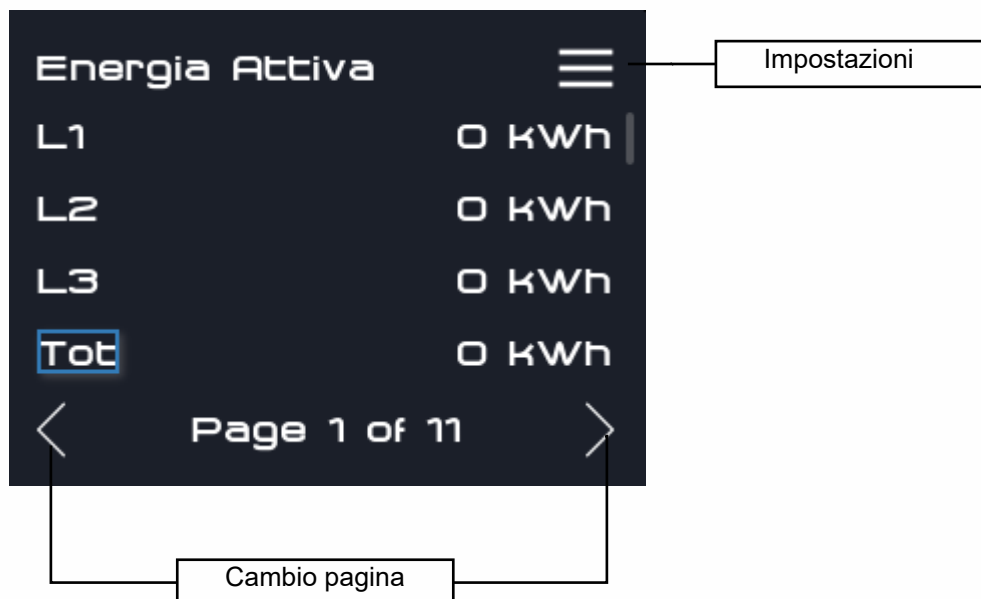 Energia Attiva
Impostazioni
L1 0 kWh
L2 0 kWh
L3 0 kWh
Tot 0 kWh
Page 1 of 11
Cambio pagina